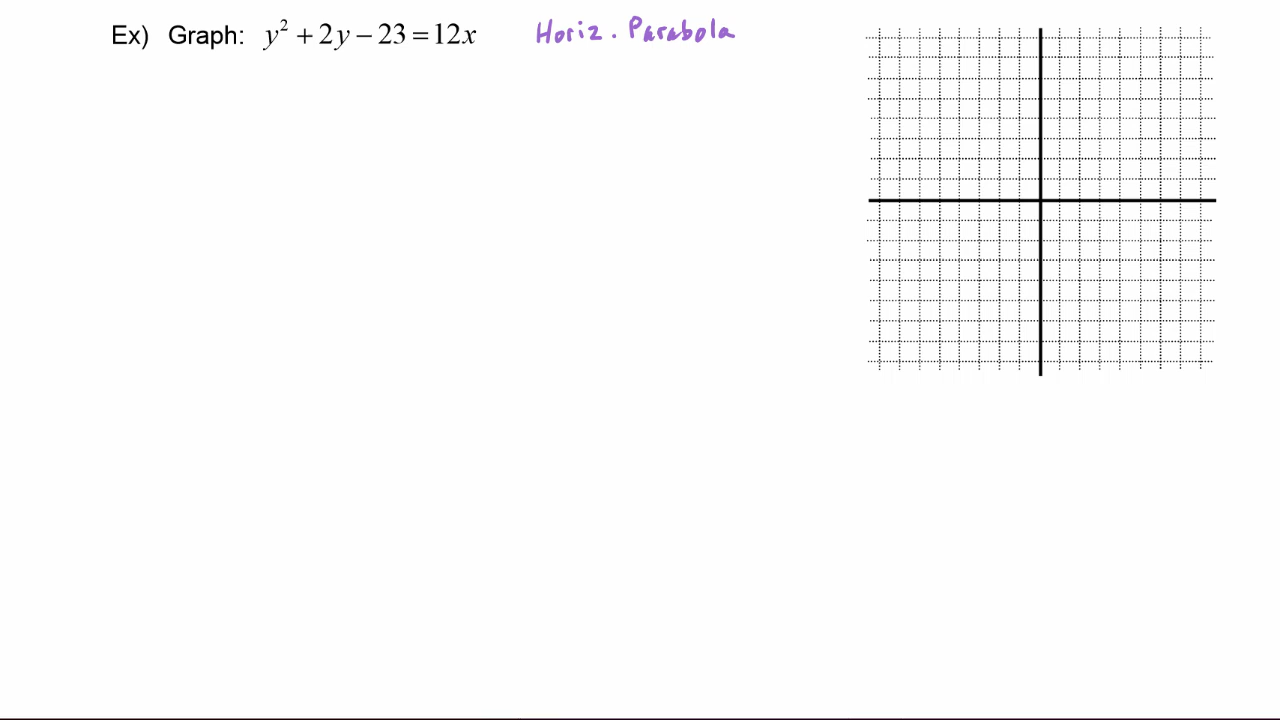 Ex) Graph: y² + 2y − 23 = 12x Horiz. Parabola